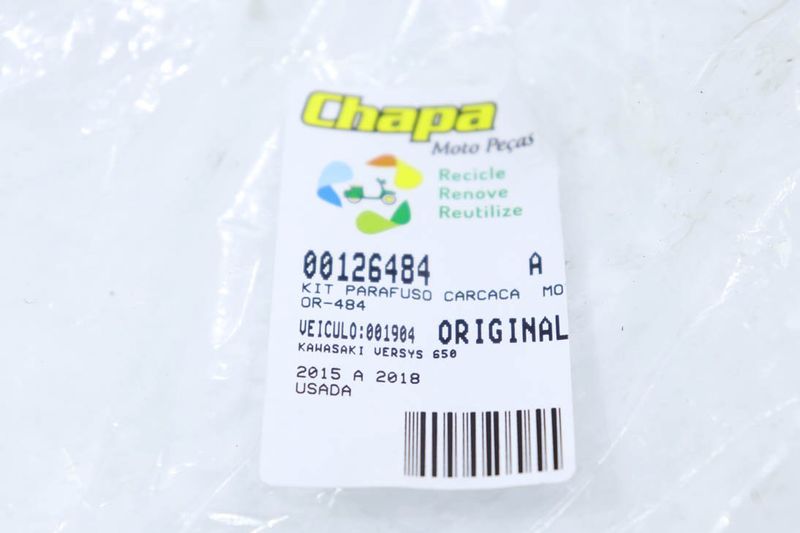 Chapa
Moto Peças
Recicle
Renove
Reutilize
00126484 A
KIT PARAFUSO CARCACA MO
OR-484
VEICULO:001904 ORIGINAL
KAWASAKI VERSYS 650
2015 A 2018
USADA